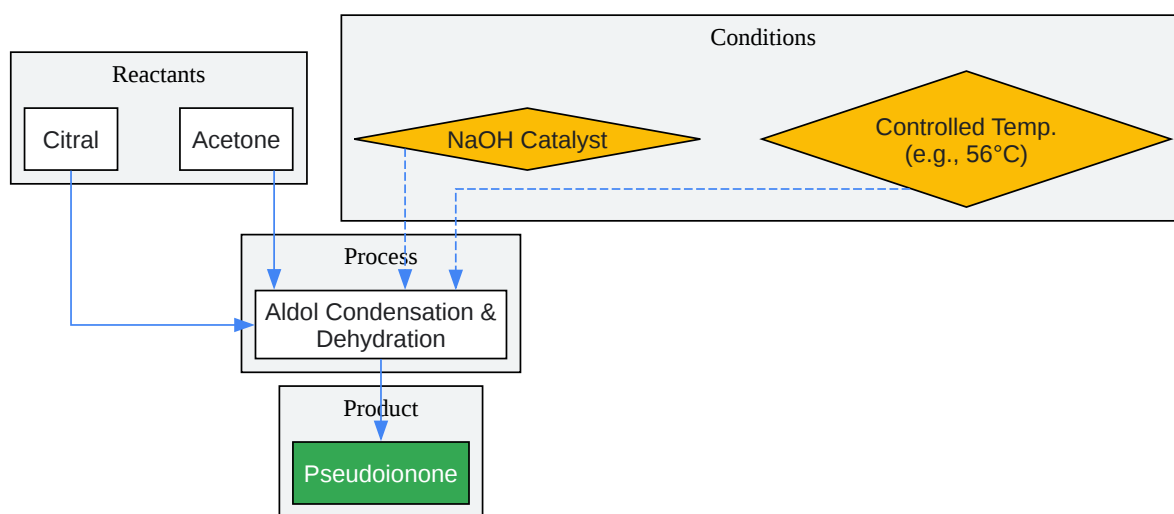 Conditions
Reactants
Citral
Acetone
NaOH Catalyst
Controlled Temp.
(e.g., 56°C)
Process
Aldol Condensation &
Dehydration
Product
Pseudoionone